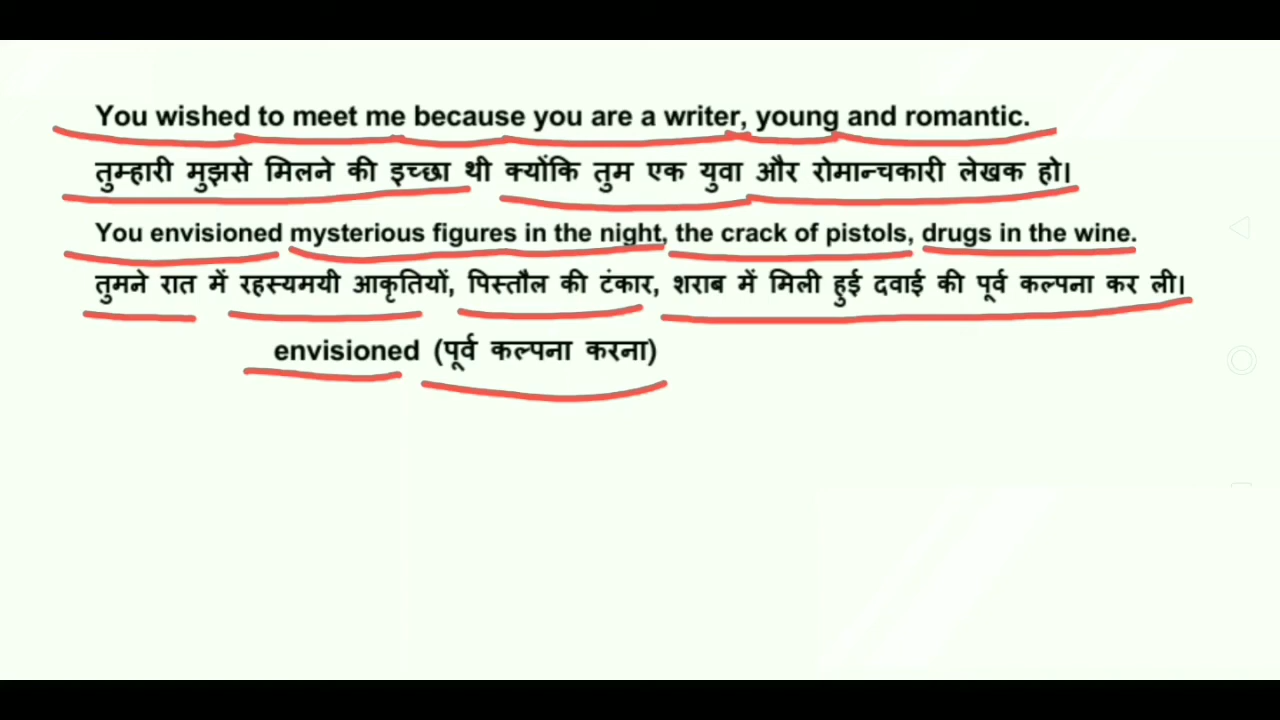 You wished to meet me because you are a writer, young and romantic.
तुम्हारी मुझसे मिलने की इच्छा थी क्योंकि तुम एक युवा और रोमान्चकारी लेखक हो।
You envisioned mysterious figures in the night, the crack of pistols, drugs in the wine.
तुमने रात में रहस्यमयी आकृतियों, पिस्तौल की टंकार, शराब में मिली हुई दवाई की पूर्व कल्पना कर ली।
envisioned (पूर्व कल्पना करना)